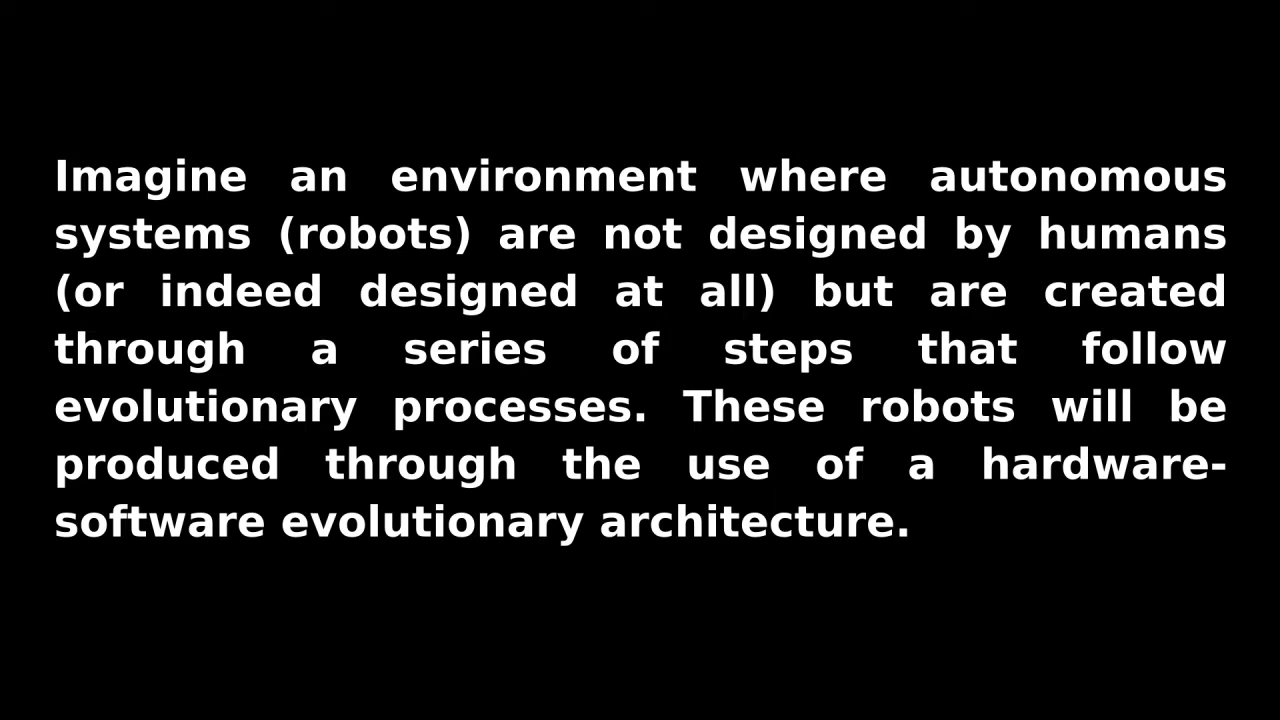 Imagine an environment where autonomous
systems (robots) are not designed by humans
(or indeed designed at all) but are created
through a series of steps that follow
evolutionary processes. These robots will be
produced through the use of a hardware-
software evolutionary architecture.